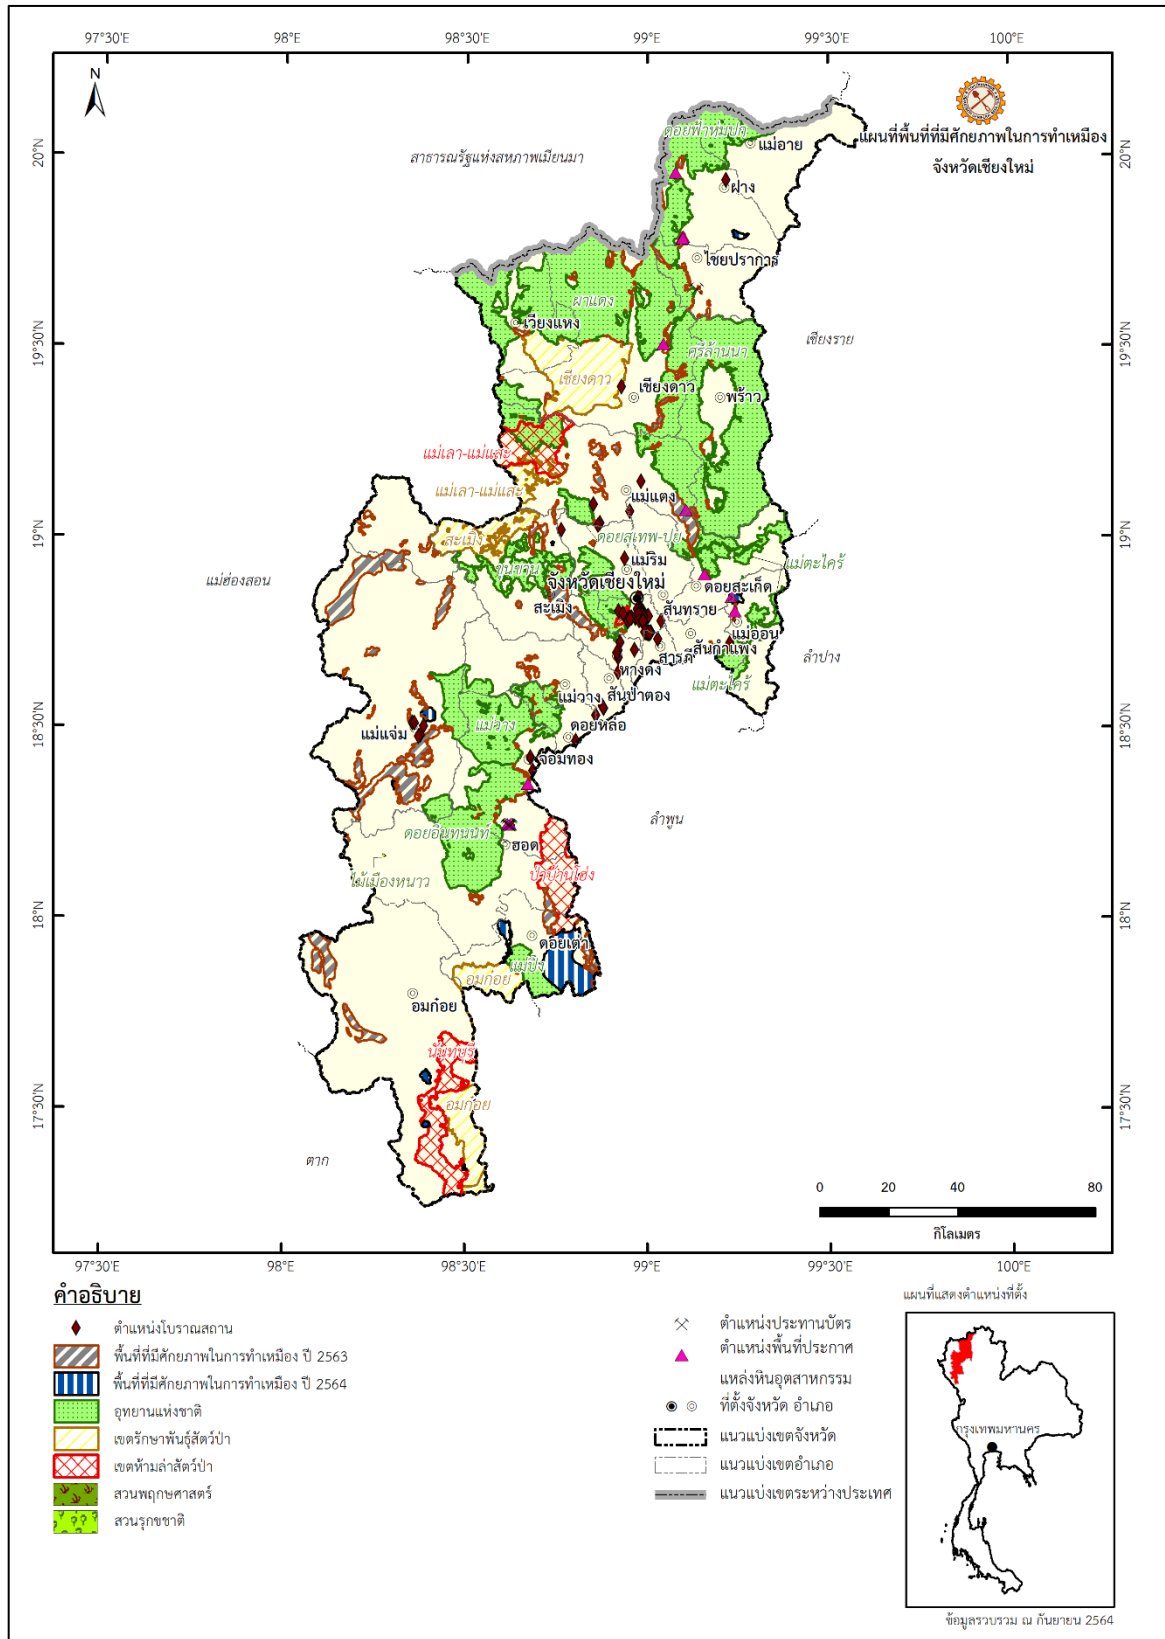 97°30'E 98°E 98°30'E 99°E 99°30'E 100°E
N
แผนที่พื้นที่ที่มีศักยภาพในการทำเหมือง
จังหวัดเชียงใหม่
20°N 20°N
สาธารณรัฐแห่งสหภาพเมียนมา
ดอยฟ้าห่มปก
แม่อาย
ฝาง
ไชยปราการ
ผาแดง
เวียงแหง
19°30'N 19°30'N
ศรีล้านนา
เชียงราย
เชียงดาว
เชียงดาว
พร้าว
แม่เลา-แม่แสะ
แม่เลา-แม่แสะ
แม่แตง
สะเมิง
ดอยสุเทพ-ปุย
19°N 19°N
แม่ริม
แม่ตะไคร้
แม่ฮ่องสอน
ขุนขาน
จังหวัดเชียงใหม่
ดอยสะเก็ด
สะเมิง
สันทราย
แม่ออน
สันกำแพง
สารภี
ลำปาง
หางดง
แม่ตะไคร้
แม่วาง
สันป่าตอง
18°30'N 18°30'N
แม่แจ่ม
แม่วาง
ดอยหล่อ
จอมทอง
ลำพูน
ดอยอินทนนท์
ฮอด
ป่าบ้านโฮ่ง
ไม้เมืองหนาว
18°N 18°N
ดอยเต่า
แม่ปิง
อมก๋อย
อมก๋อย
นันทบุรี
17°30'N 17°30'N
อมก๋อย
ตาก
0 20 40 80
กิโลเมตร
97°30'E 98°E 98°30'E 99°E 99°30'E 100°E
คำอธิบาย
ตำแหน่งโบราณสถาน
พื้นที่ที่มีศักยภาพในการทำเหมือง ปี 2563
พื้นที่ที่มีศักยภาพในการทำเหมือง ปี 2564
อุทยานแห่งชาติ
เขตรักษาพันธุ์สัตว์ป่า
เขตห้ามล่าสัตว์ป่า
สวนพฤกษศาสตร์
สวนรุกขชาติ
ตำแหน่งประทานบัตร
ตำแหน่งพื้นที่ประกาศ
แหล่งหินอุตสาหกรรม
ที่ตั้งจังหวัด อำเภอ
แนวแบ่งเขตจังหวัด
แนวแบ่งเขตอำเภอ
แนวแบ่งเขตระหว่างประเทศ
แผนที่แสดงตำแหน่งที่ตั้ง
กรุงเทพมหานคร
ข้อมูลรวบรวม ณ กันยายน 2564